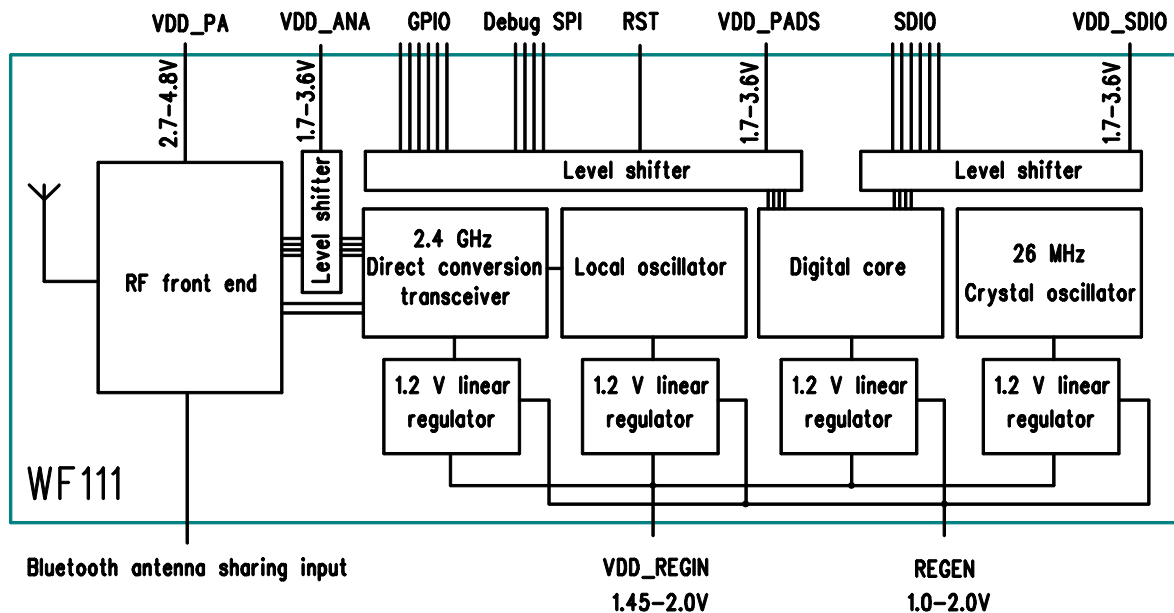 VDD_PA VDD_ANA GPIO Debug SPI RST VDD_PADS SDIO VDD_SDIO
2.7-4.8V
1.7-3.6V
1.7-3.6V
1.7-3.6V
Level shifter
Level shifter
Level shifter
RF front end
2.4 GHz
Direct conversion
transceiver
Local oscillator
Digital core
26 MHz
Crystal oscillator
1.2 V linear
regulator
1.2 V linear
regulator
1.2 V linear
regulator
1.2 V linear
regulator
WF111
Bluetooth antenna sharing input
VDD_REGIN
1.45-2.0V
REGEN
1.0-2.0V